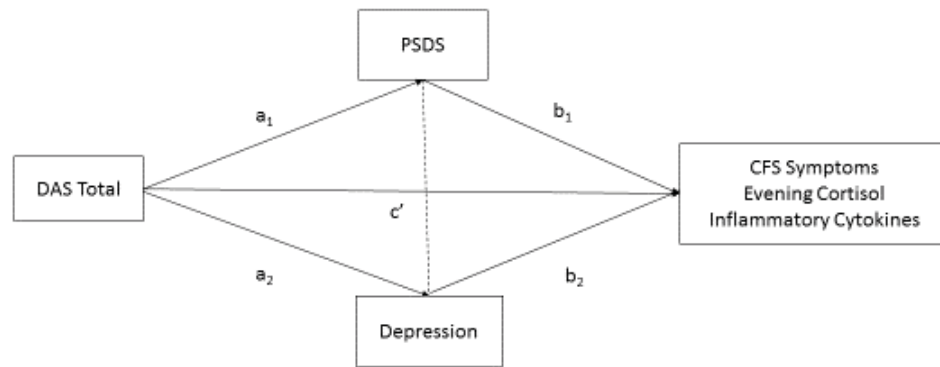 PSDS
a1
b1
DAS Total
CFS Symptoms
Evening Cortisol
Inflammatory Cytokines
c'
a2
b2
Depression